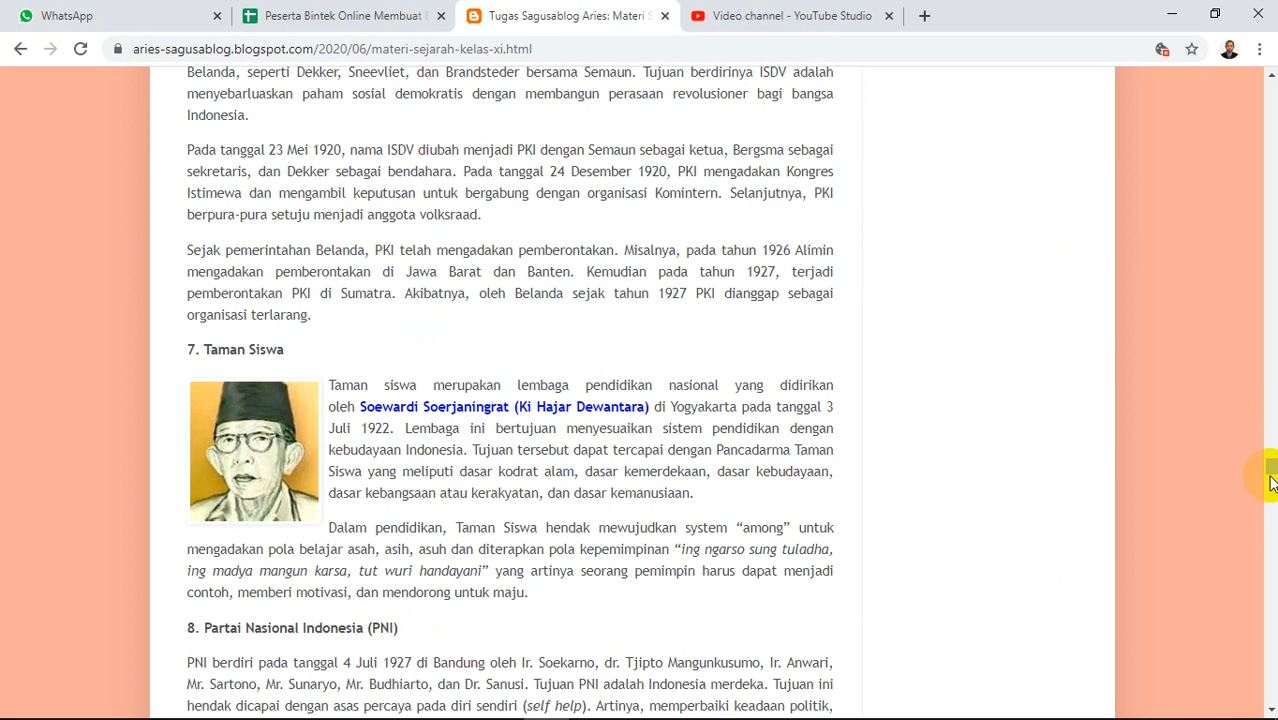 WhatsApp
Peserta Bintek Online Membuat B
Tugas Sagusablog Aries: Materi S
Video channel - YouTube Studio
aries-sagusablog.blogspot.com/2020/06/materi-sejarah-kelas-xi.html
Belanda, seperti Dekker, Sneevliet, dan Brandsteder bersama Semaun. Tujuan berdirinya ISDV adalah
menyebarluaskan paham sosial demokratis dengan membangun perasaan revolusioner bagi bangsa
Indonesia.
Pada tanggal 23 Mei 1920, nama ISDV diubah menjadi PKI dengan Semaun sebagai ketua, Bergsma sebagai
sekretaris, dan Dekker sebagai bendahara. Pada tanggal 24 Desember 1920, PKI mengadakan Kongres
Istimewa dan mengambil keputusan untuk bergabung dengan organisasi Komintern. Selanjutnya, PKI
berpura-pura setuju menjadi anggota volksraad.
Sejak pemerintahan Belanda, PKI telah mengadakan pemberontakan. Misalnya, pada tahun 1926 Alimin
mengadakan pemberontakan di Jawa Barat dan Banten. Kemudian pada tahun 1927, terjadi
pemberontakan PKI di Sumatra. Akibatnya, oleh Belanda sejak tahun 1927 PKI dianggap sebagai
organisasi terlarang.
7. Taman Siswa
Taman siswa merupakan lembaga pendidikan nasional yang didirikan
oleh Soewardi Soerjaningrat (Ki Hajar Dewantara) di Yogyakarta pada tanggal 3
Juli 1922. Lembaga ini bertujuan menyesuaikan sistem pendidikan dengan
kebudayaan Indonesia. Tujuan tersebut dapat tercapai dengan Pancadarma Taman
Siswa yang meliputi dasar kodrat alam, dasar kemerdekaan, dasar kebudayaan,
dasar kebangsaan atau kerakyatan, dan dasar kemanusiaan.
Dalam pendidikan, Taman Siswa hendak mewujudkan system “among” untuk
mengadakan pola belajar asah, asih, asuh dan diterapkan pola kepemimpinan “ing ngarso sung tuladha,
ing madya mangun karsa, tut wuri handayani” yang artinya seorang pemimpin harus dapat menjadi
contoh, memberi motivasi, dan mendorong untuk maju.
8. Partai Nasional Indonesia (PNI)
PNI berdiri pada tanggal 4 Juli 1927 di Bandung oleh Ir. Soekarno, dr. Tjipto Mangunkusumo, Ir. Anwari,
Mr. Sartono, Mr. Sunaryo, Mr. Budhiarto, dan Dr. Sanusi. Tujuan PNI adalah Indonesia merdeka. Tujuan ini
hendak dicapai dengan asas percaya pada diri sendiri (self help). Artinya, memperbaiki keadaan politik,